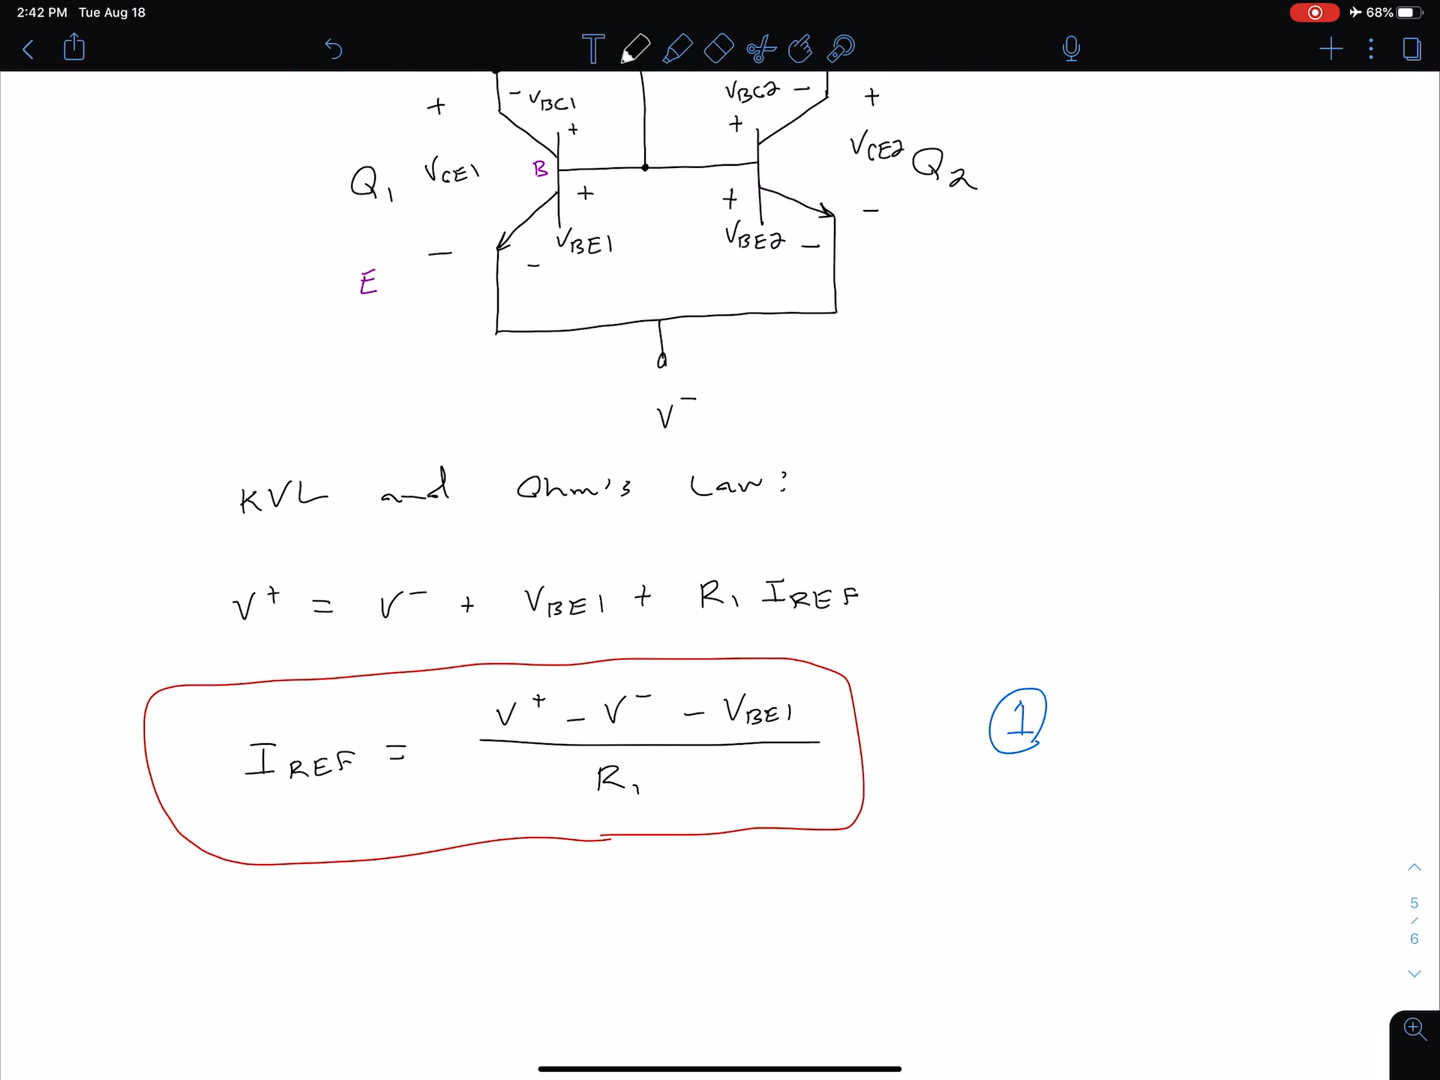 2:42 PM Tue Aug 18
68%
T
+ - VBC1 VBC2 - +
+ +
Q1 VCE1 B VCE2 Q2
+ +
- VBE1 VBE2 - -
E -
V-
KVL and Ohm's Law:
V+ = V- + VBE1 + R1 IREF
IREF = V+ - V- - VBE1 / R1
1
5
/
6